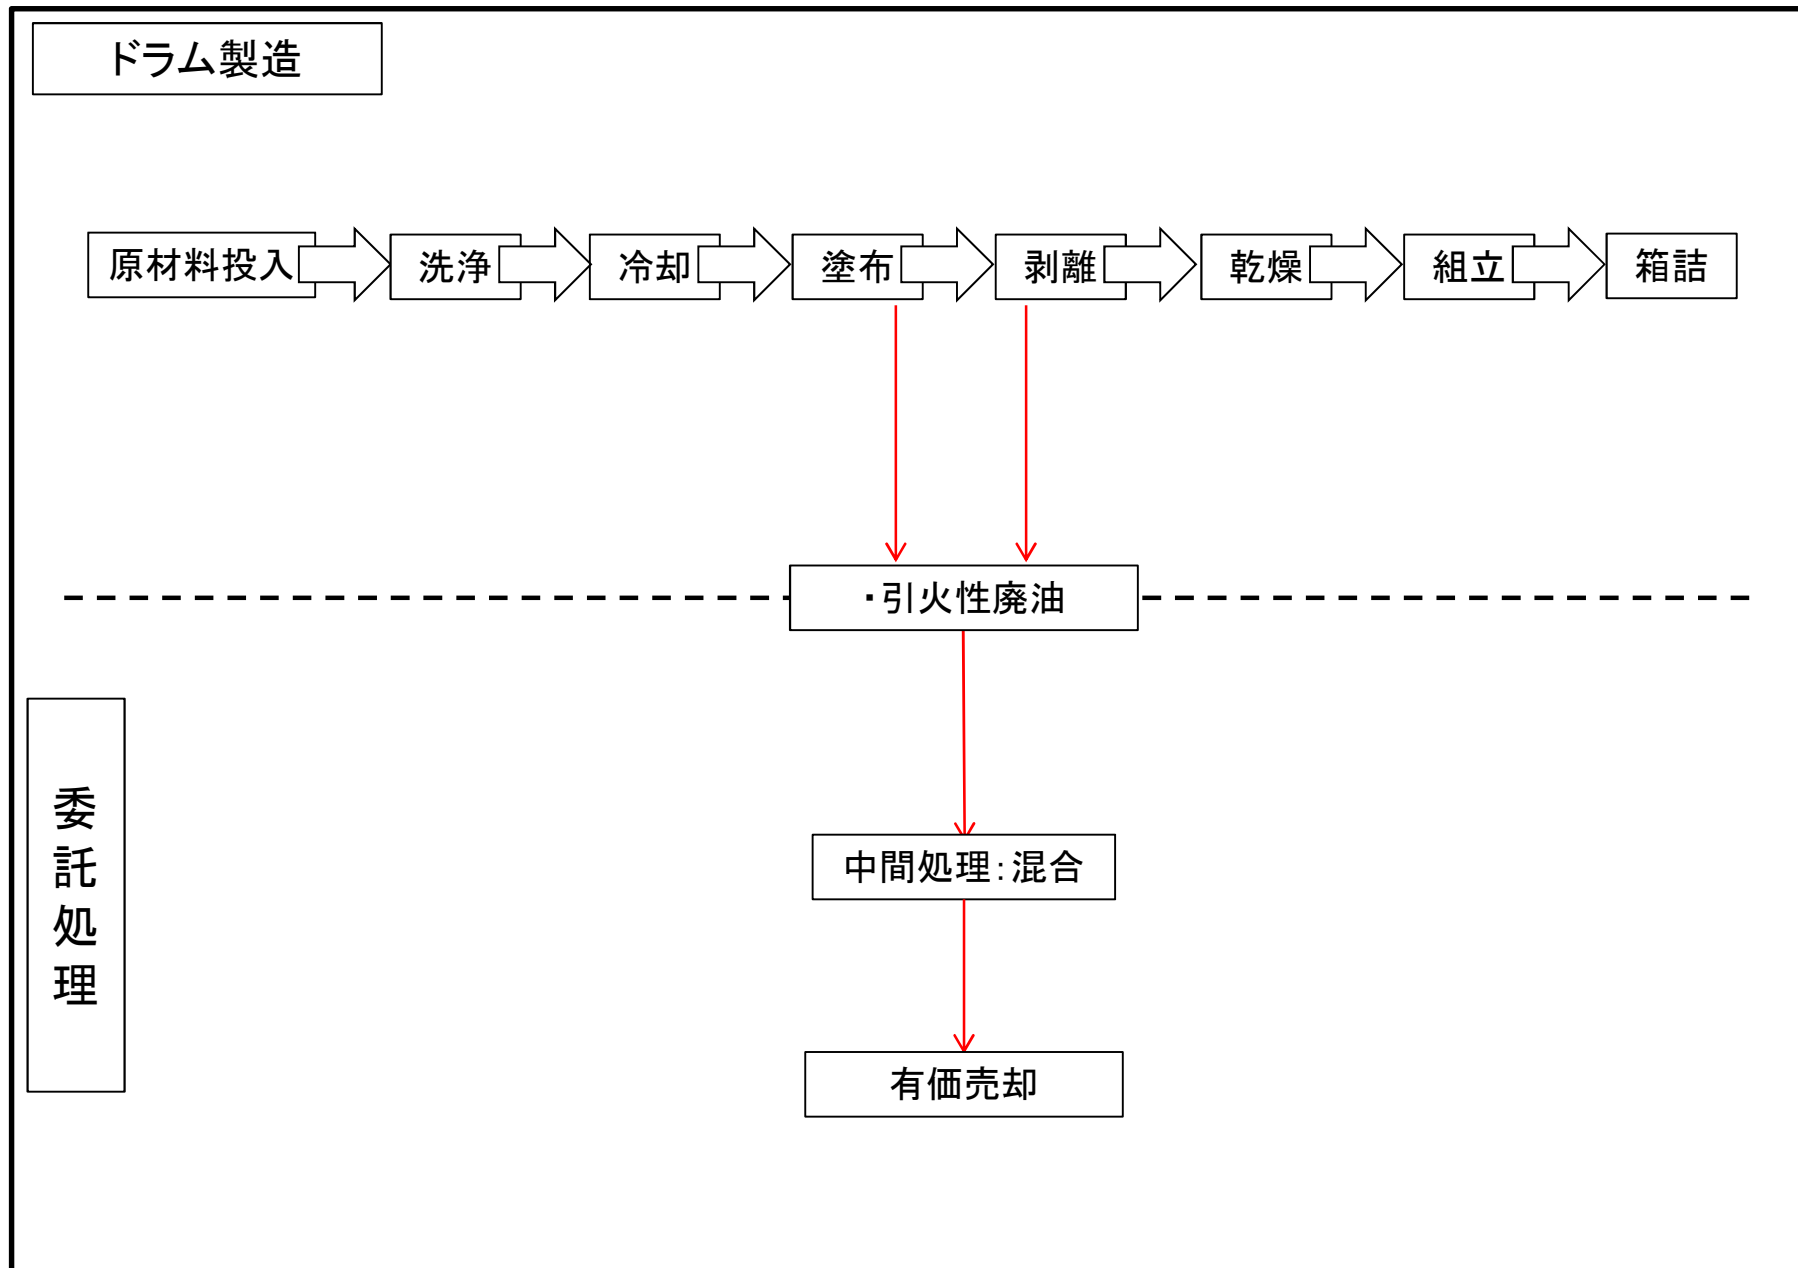 ドラム製造
原材料投入
洗浄
冷却
塗布
剥離
乾燥
組立
箱詰
・引火性廃油
委託処理
中間処理：混合
有価売却